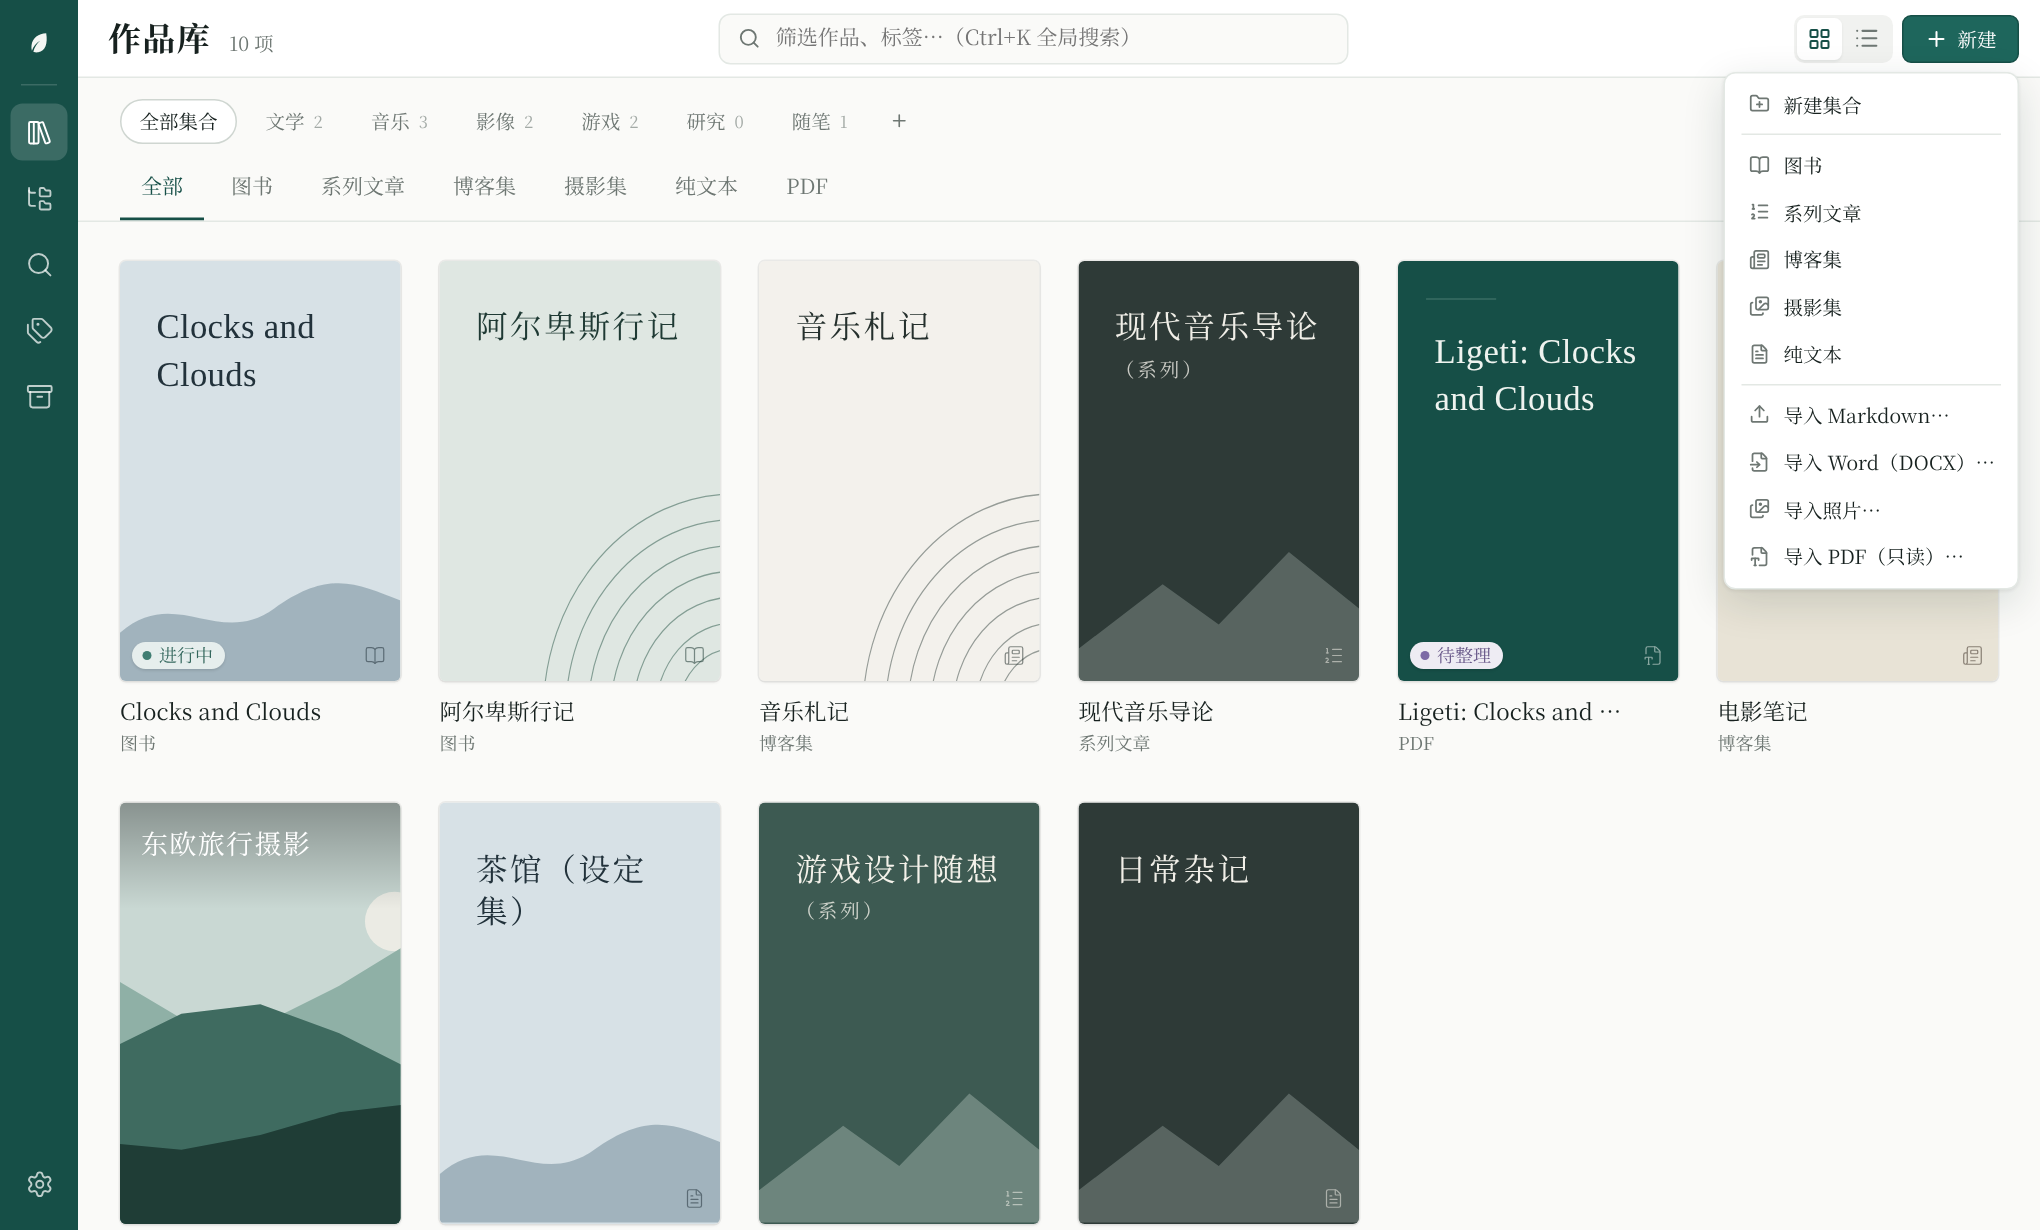 作品库 10 项
筛选作品、标签…（Ctrl+K 全局搜索）
新建
全部集合 文学 2 音乐 3 影像 2 游戏 2 研究 0 随笔 1 +
全部 图书 系列文章 博客集 摄影集 纯文本 PDF
新建集合
图书
系列文章
博客集
摄影集
纯文本
导入 Markdown…
导入 Word（DOCX）…
导入照片…
导入 PDF（只读）…
Clocks and
Clouds
进行中
Clocks and Clouds
图书
阿尔卑斯行记
阿尔卑斯行记
图书
音乐札记
音乐札记
博客集
现代音乐导论
（系列）
现代音乐导论
系列文章
Ligeti: Clocks
and Clouds
待整理
Ligeti: Clocks and …
PDF
电影笔记
博客集
东欧旅行摄影
茶馆（设定
集）
游戏设计随想
（系列）
日常杂记